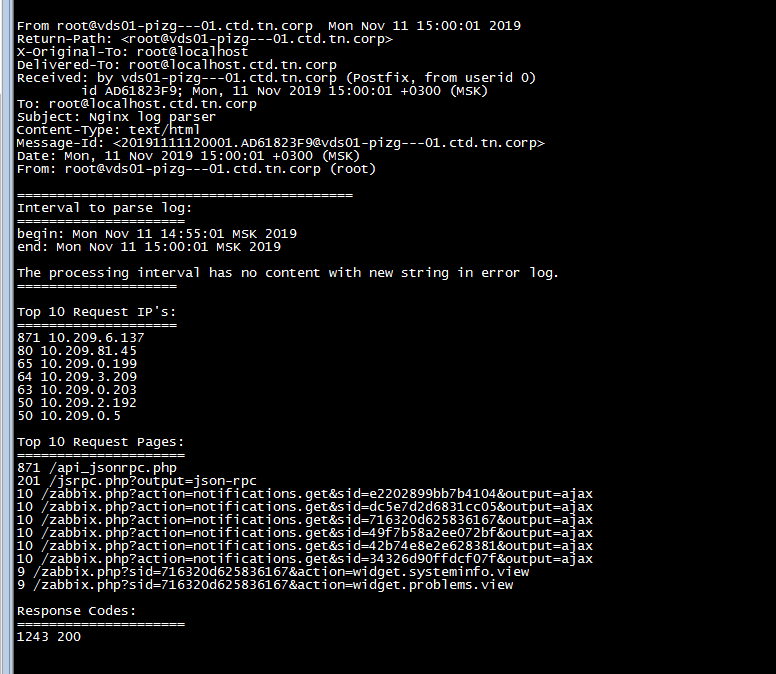 From root@vds01-pizg---01.ctd.tn.corp  Mon Nov 11 15:00:01 2019
Return-Path: <root@vds01-pizg---01.ctd.tn.corp>
X-Original-To: root@localhost
Delivered-To: root@localhost.ctd.tn.corp
Received: by vds01-pizg---01.ctd.tn.corp (Postfix, from userid 0)
        id AD61823F9; Mon, 11 Nov 2019 15:00:01 +0300 (MSK)
To: root@localhost.ctd.tn.corp
Subject: Nginx log parser
Content-Type: text/html
Message-Id: <20191111120001.AD61823F9@vds01-pizg---01.ctd.tn.corp>
Date: Mon, 11 Nov 2019 15:00:01 +0300 (MSK)
From: root@vds01-pizg---01.ctd.tn.corp (root)
==========================================
Interval to parse log:
=====================
begin: Mon Nov 11 14:55:01 MSK 2019
end: Mon Nov 11 15:00:01 MSK 2019
The processing interval has no content with new string in error log.
====================
Top 10 Request IP's:
====================
871 10.209.6.137
80 10.209.81.45
65 10.209.0.199
64 10.209.3.209
63 10.209.0.203
50 10.209.2.192
50 10.209.0.5
Top 10 Request Pages:
=====================
871 /api_jsonrpc.php
201 /jsrpc.php?output=json-rpc
10 /zabbix.php?action=notifications.get&sid=e2202899bb7b4104&output=ajax
10 /zabbix.php?action=notifications.get&sid=dc5e7d2d6831cc05&output=ajax
10 /zabbix.php?action=notifications.get&sid=716320d625836167&output=ajax
10 /zabbix.php?action=notifications.get&sid=49f7b58a2ee072bf&output=ajax
10 /zabbix.php?action=notifications.get&sid=42b74e8e2e628381&output=ajax
10 /zabbix.php?action=notifications.get&sid=34326d90ffdcf07f&output=ajax
9 /zabbix.php?sid=716320d625836167&action=widget.systeminfo.view
9 /zabbix.php?sid=716320d625836167&action=widget.problems.view
Response Codes:
=====================
1243 200